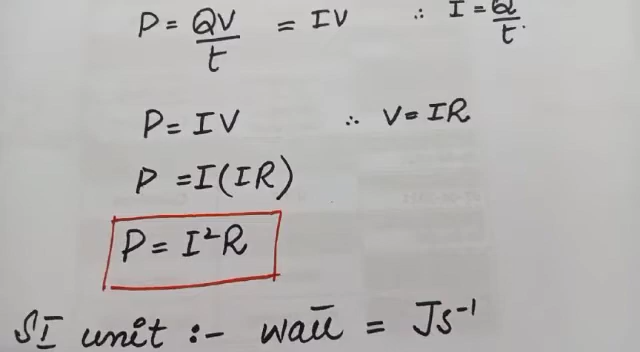 P = QV/t = IV ∴ I = Q/t.
P = IV ∴ V = IR
P = I(IR)
P = I²R
SI unit :- watt = Js⁻¹